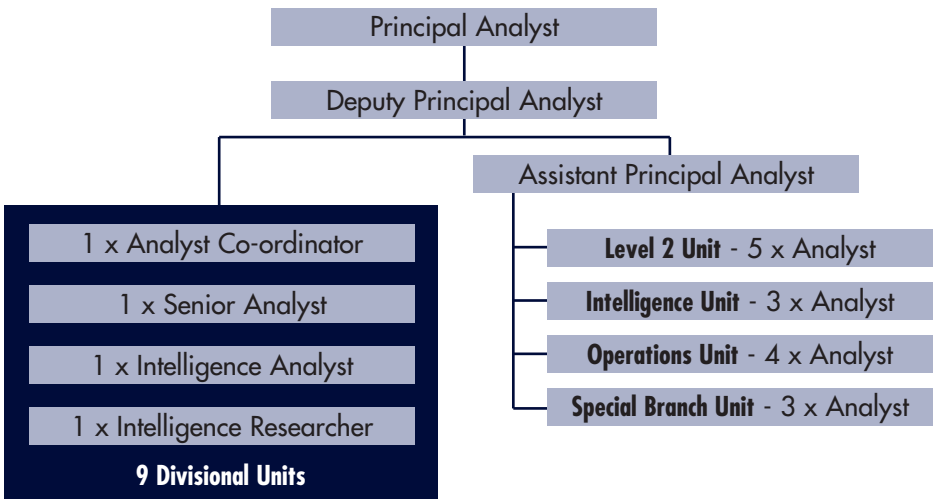 Principal Analyst
Deputy Principal Analyst
Assistant Principal Analyst
1 x Analyst Co-ordinator
1 x Senior Analyst
1 x Intelligence Analyst
1 x Intelligence Researcher
9 Divisional Units
Level 2 Unit - 5 x Analyst
Intelligence Unit - 3 x Analyst
Operations Unit - 4 x Analyst
Special Branch Unit - 3 x Analyst